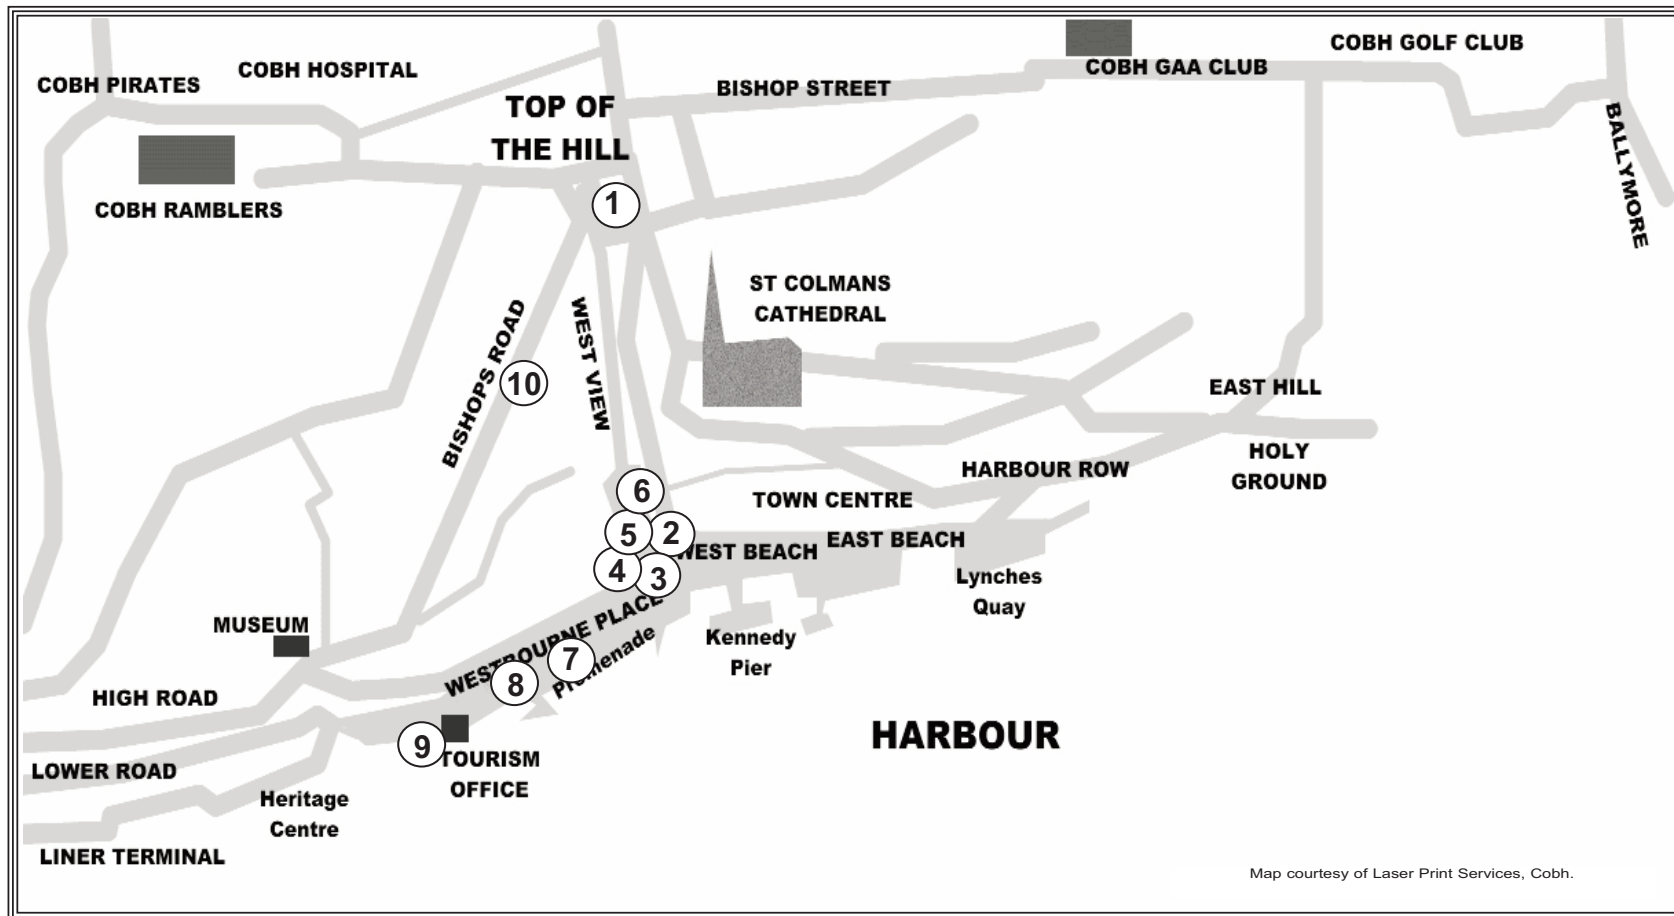 COBH GOLF CLUB
COBH HOSPITAL
COBH GAA CLUB
COBH PIRATES
BISHOP STREET
TOP OF
THE HILL
BALLYMORE
COBH RAMBLERS
1
ST COLMANS
CATHEDRAL
BISHOPS ROAD
WEST VIEW
10
EAST HILL
HOLY
GROUND
HARBOUR ROW
6
TOWN CENTRE
5
2
WEST BEACH
EAST BEACH
4
3
Lynches
Quay
MUSEUM
WESTBOURNE PLACE
Promenade
Kennedy
Pier
7
8
HIGH ROAD
HARBOUR
9
TOURISM
OFFICE
LOWER ROAD
Heritage
Centre
LINER TERMINAL
Map courtesy of Laser Print Services, Cobh.